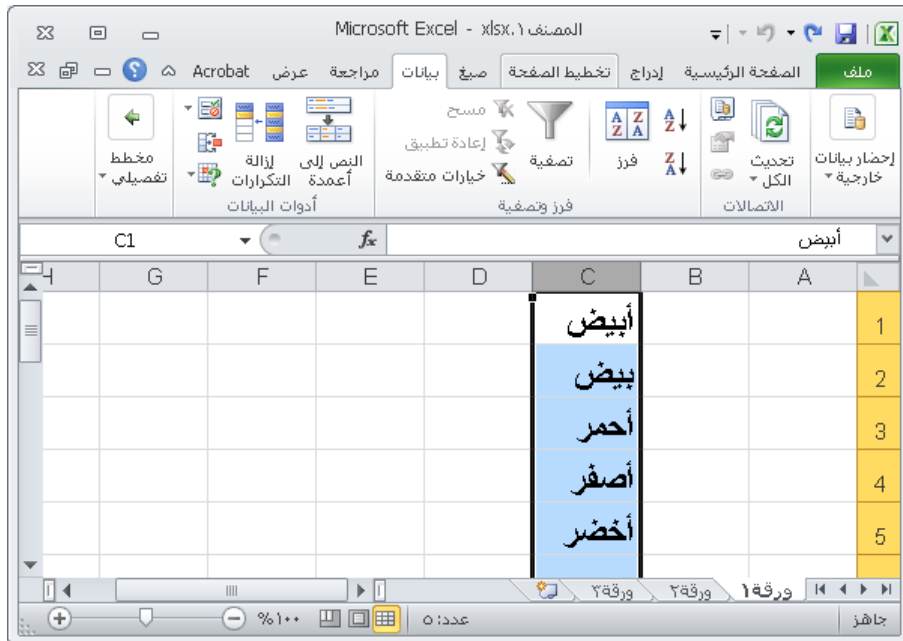 المصنف١.xlsx - Microsoft Excel
ملف الصفحة الرئيسية إدراج تخطيط الصفحة صيغ بيانات مراجعة عرض Acrobat
إحضار بيانات خارجية
تحديث الكل
الاتصالات
فرز
تصفية
مسح
إعادة تطبيق
خيارات متقدمة
فرز وتصفية
النص إلى أعمدة
إزالة التكرارات
أدوات البيانات
مخطط تفصيلي
C1 fx أبيض
A B C D E F G H
1 أبيض
2 بيض
3 أحمر
4 أصفر
5 أخضر
ورقة١ ورقة٢ ورقة٣
جاهز عدد: ٥ ١٠٠%